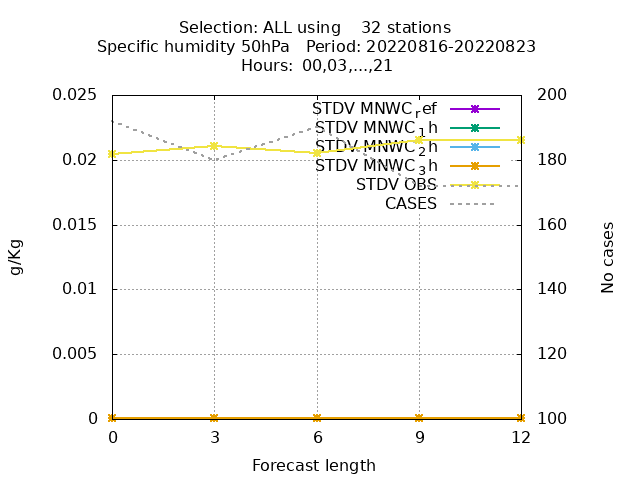 Selection: ALL using    32 stations
Specific humidity 50hPa   Period: 20220816-20220823
Hours:  00,03,...,21
0.025
0.02
0.015
0.01
0.005
0
200
180
160
140
120
100
STDV MNWC_ref
STDV MNWC_1h
STDV MNWC_2h
STDV MNWC_3h
STDV OBS
CASES
g/Kg
No cases
0 3 6 9 12
Forecast length